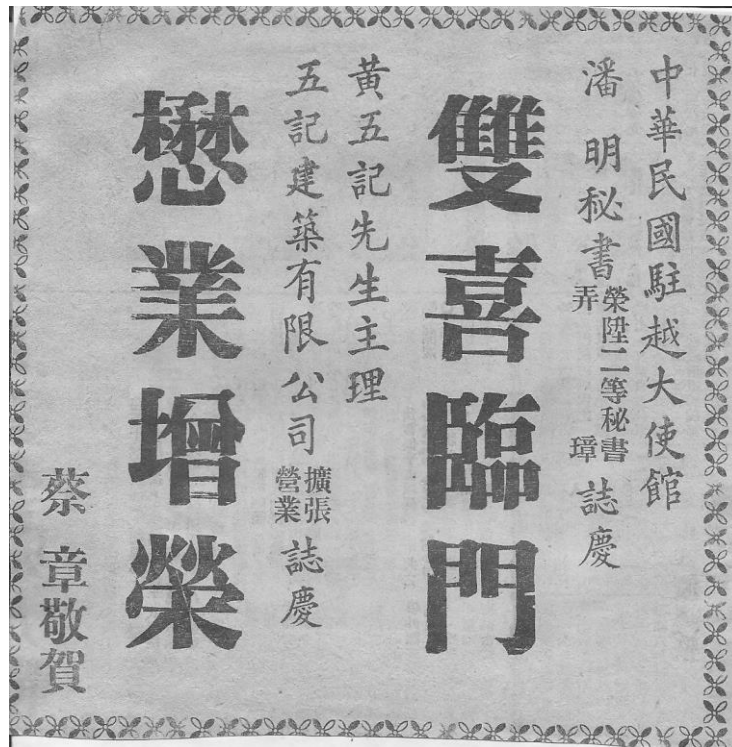 中華民國駐越大使館
潘明秘書
榮陞二等秘書
弄璋
誌慶
雙喜臨門
黃五記先生主理
五記建築有限公司
擴張
營業
誌慶
懋業增榮
蔡章敬賀